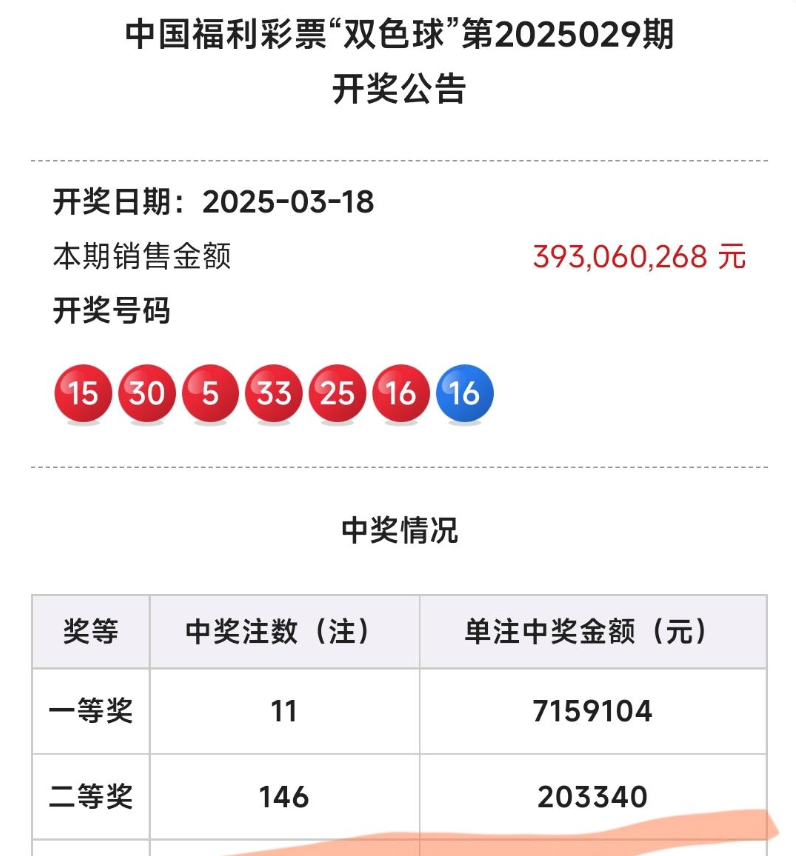 中国福利彩票“双色球”第2025029期
开奖公告
开奖日期：2025-03-18
本期销售金额 393,060,268 元
开奖号码
15 30 5 33 25 16 16
中奖情况
奖等 中奖注数（注） 单注中奖金额（元）
一等奖 11 7159104
二等奖 146 203340